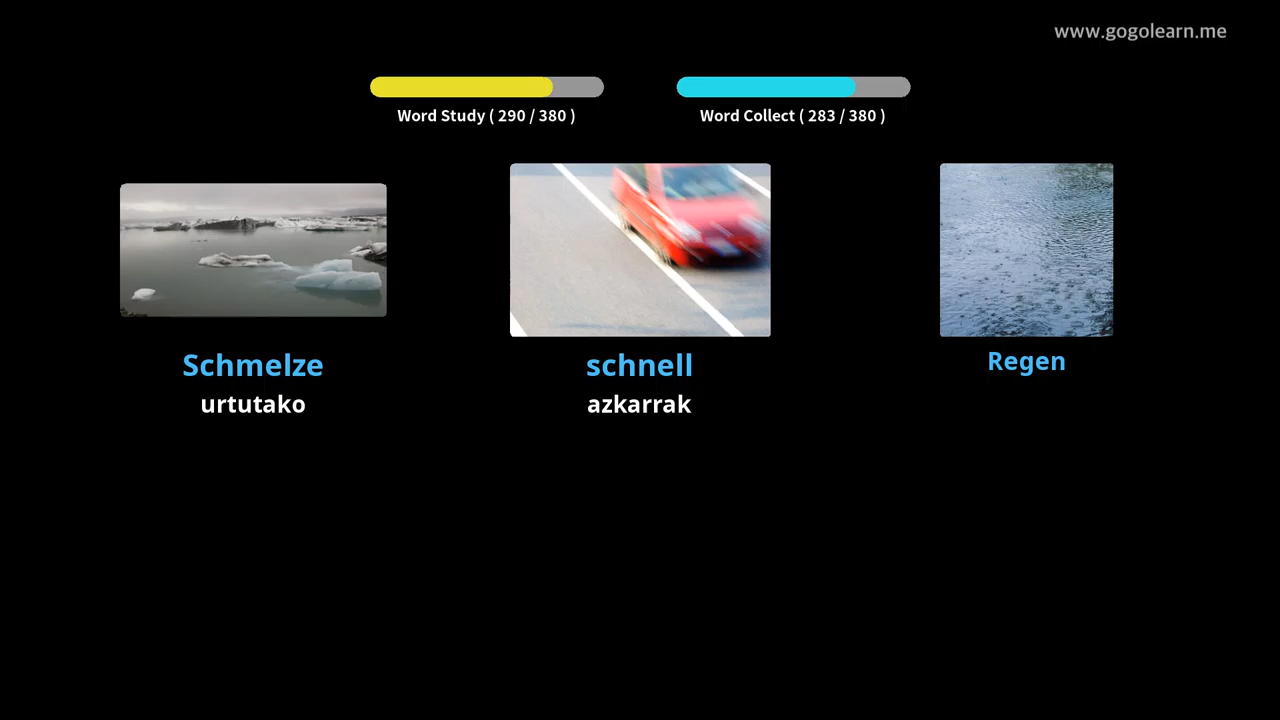 www.gogolearn.me
Word Study ( 290 / 380 )
Word Collect ( 283 / 380 )
Schmelze
urtutako
schnell
azkarrak
Regen